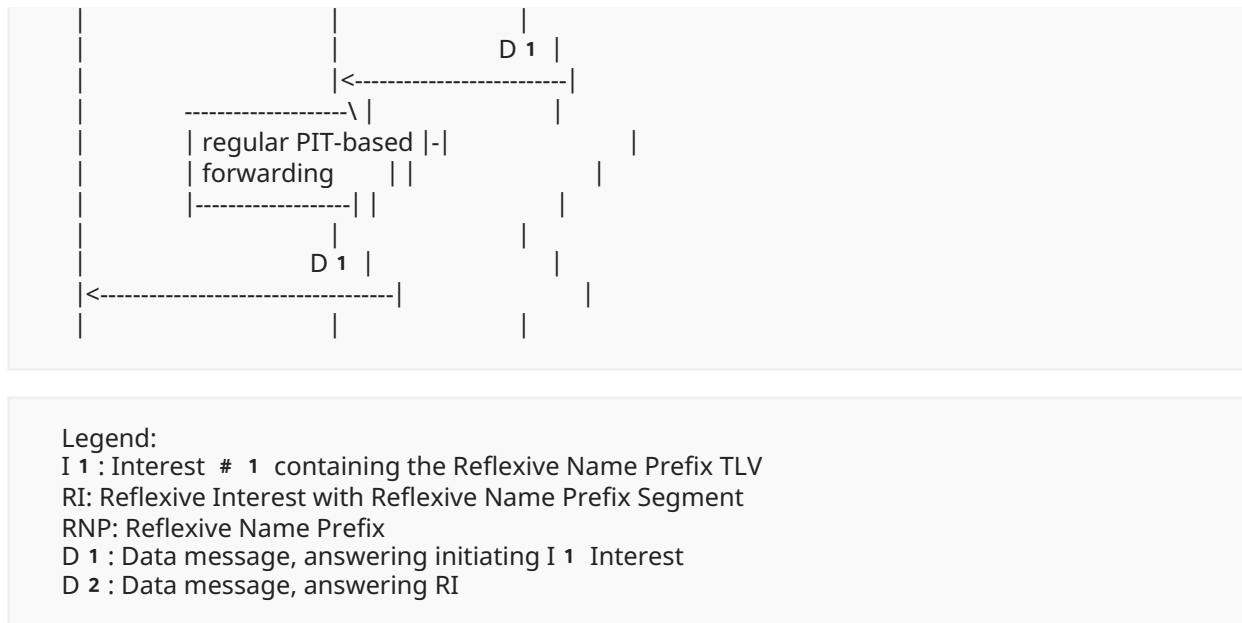 |                    |               |
|                    |          D 1 |
|                    |<--------------------------|
|        --------------------\ |               |
|        | regular PIT-based |-|               |
|        | forwarding       | |               |
|        |-------------------| |               |
|                    |               |
|                  D 1 |               |
|<------------------------------------|               |
|                    |               |
Legend:
I 1 : Interest # 1 containing the Reflexive Name Prefix TLV
RI: Reflexive Interest with Reflexive Name Prefix Segment
RNP: Reflexive Name Prefix
D 1 : Data message, answering initiating I 1 Interest
D 2 : Data message, answering RI